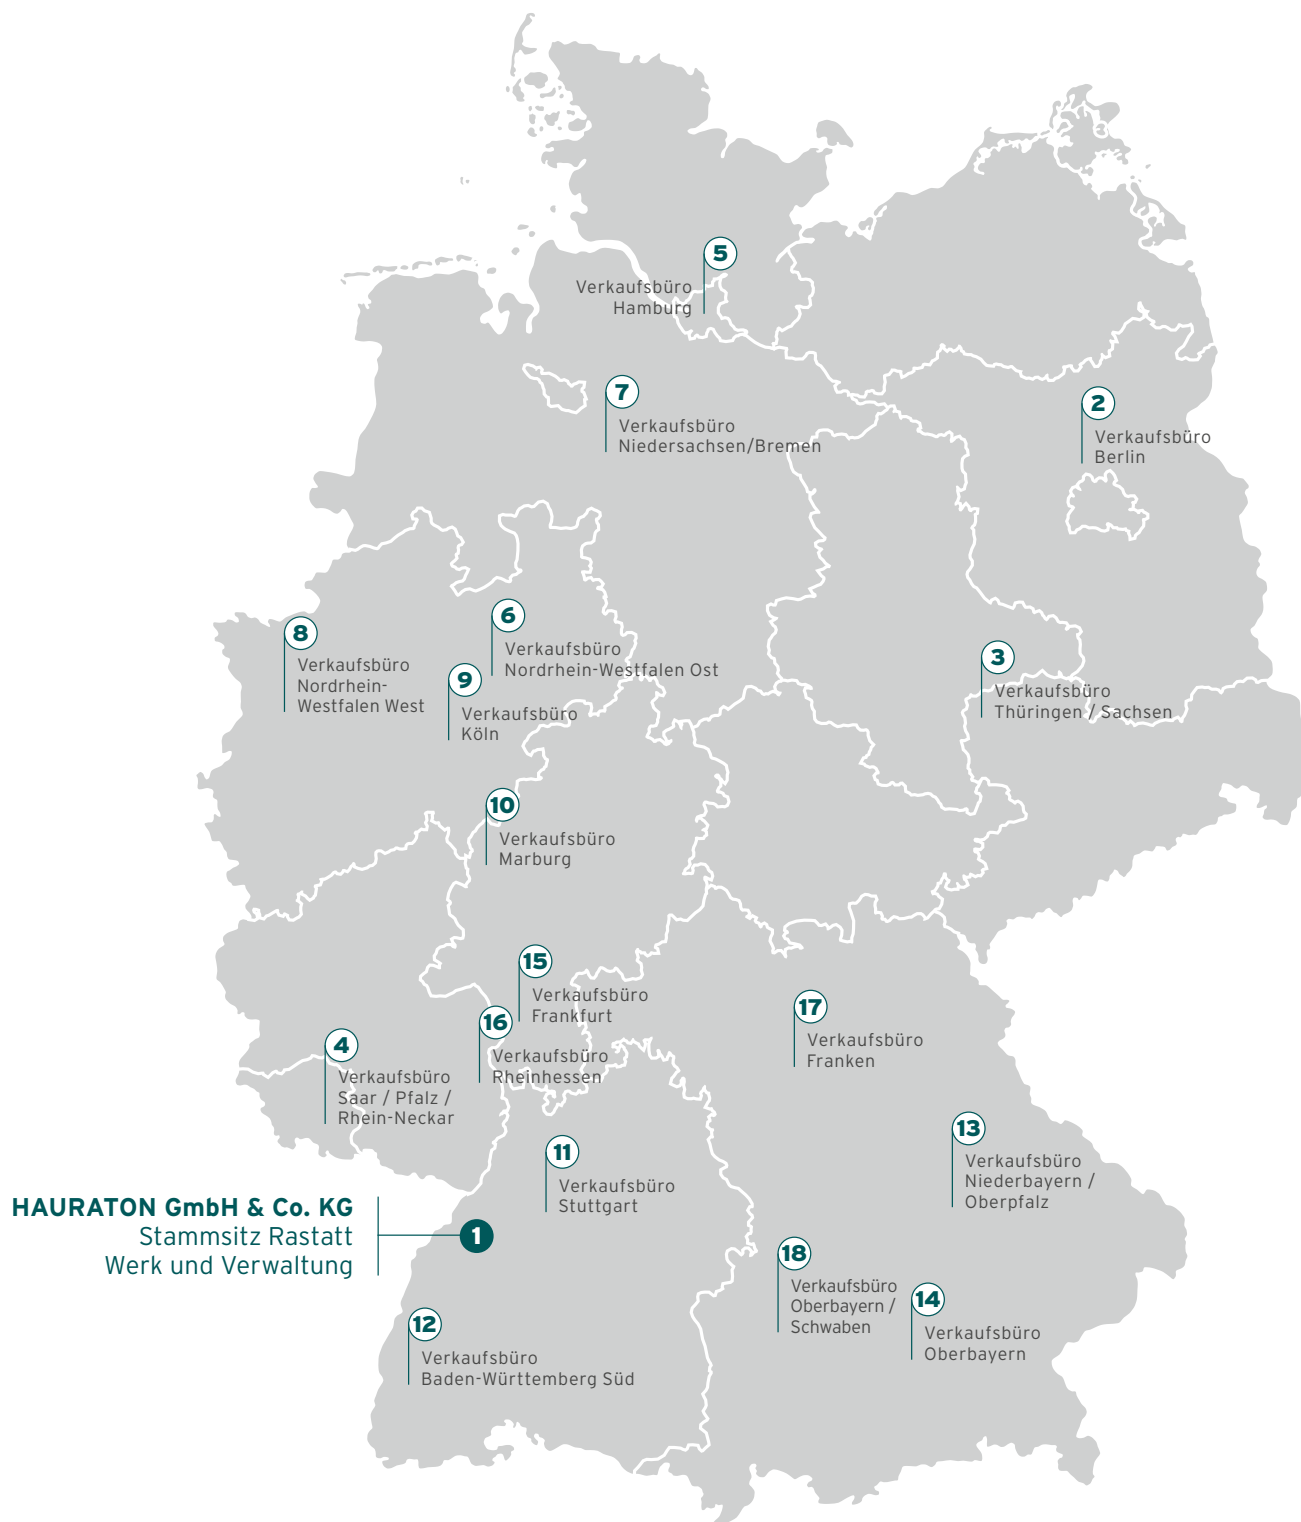 5
Verkaufsbüro
Hamburg
7
Verkaufsbüro
Niedersachsen/Bremen
2
Verkaufsbüro
Berlin
6
Verkaufsbüro
Nordrhein-Westfalen Ost
8
Verkaufsbüro
Nordrhein-
Westfalen West
9
Verkaufsbüro
Köln
3
Verkaufsbüro
Thüringen / Sachsen
10
Verkaufsbüro
Marburg
15
Verkaufsbüro
Frankfurt
16
Verkaufsbüro
Rheinhessen
17
Verkaufsbüro
Franken
4
Verkaufsbüro
Saar / Pfalz /
Rhein-Neckar
13
Verkaufsbüro
Niederbayern /
Oberpfalz
11
Verkaufsbüro
Stuttgart
HAURATON GmbH & Co. KG
Stammsitz Rastatt
Werk und Verwaltung
1
18
Verkaufsbüro
Oberbayern /
Schwaben
14
Verkaufsbüro
Oberbayern
12
Verkaufsbüro
Baden-Württemberg Süd